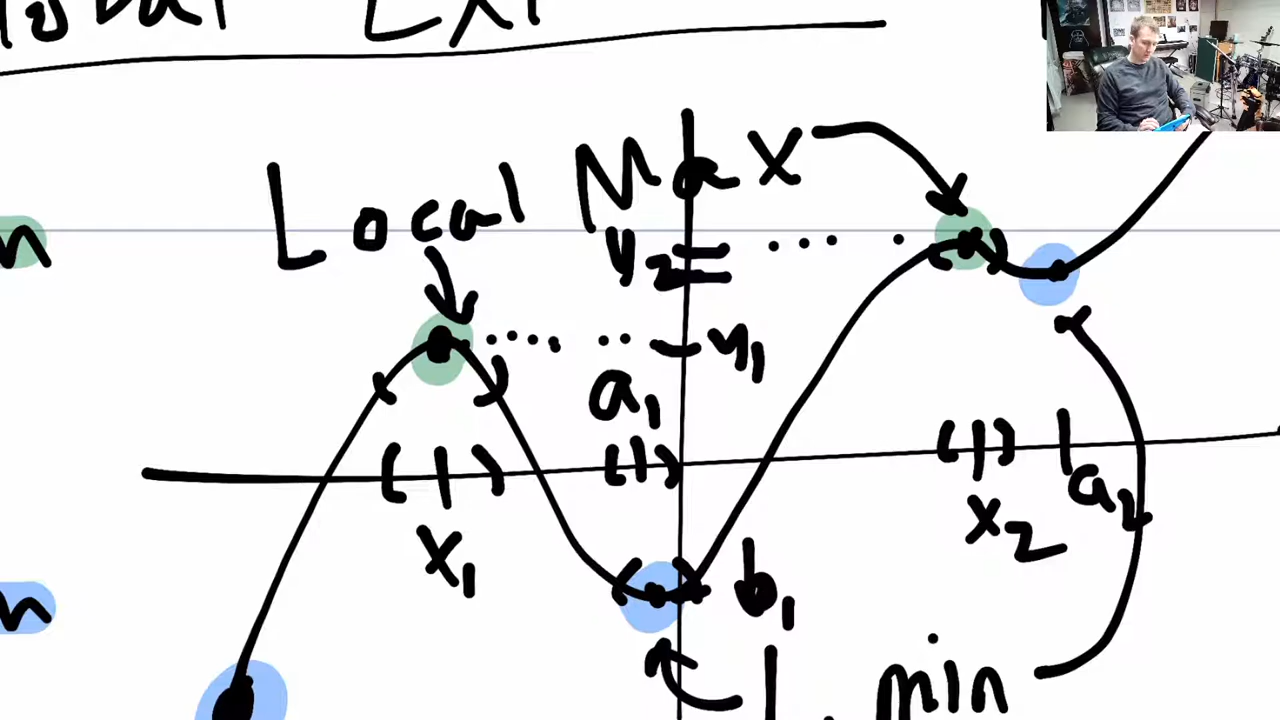 Local Max
y2
y1
a1
( | ) ( | ) ( | )
x1 x2 a2
b1
min